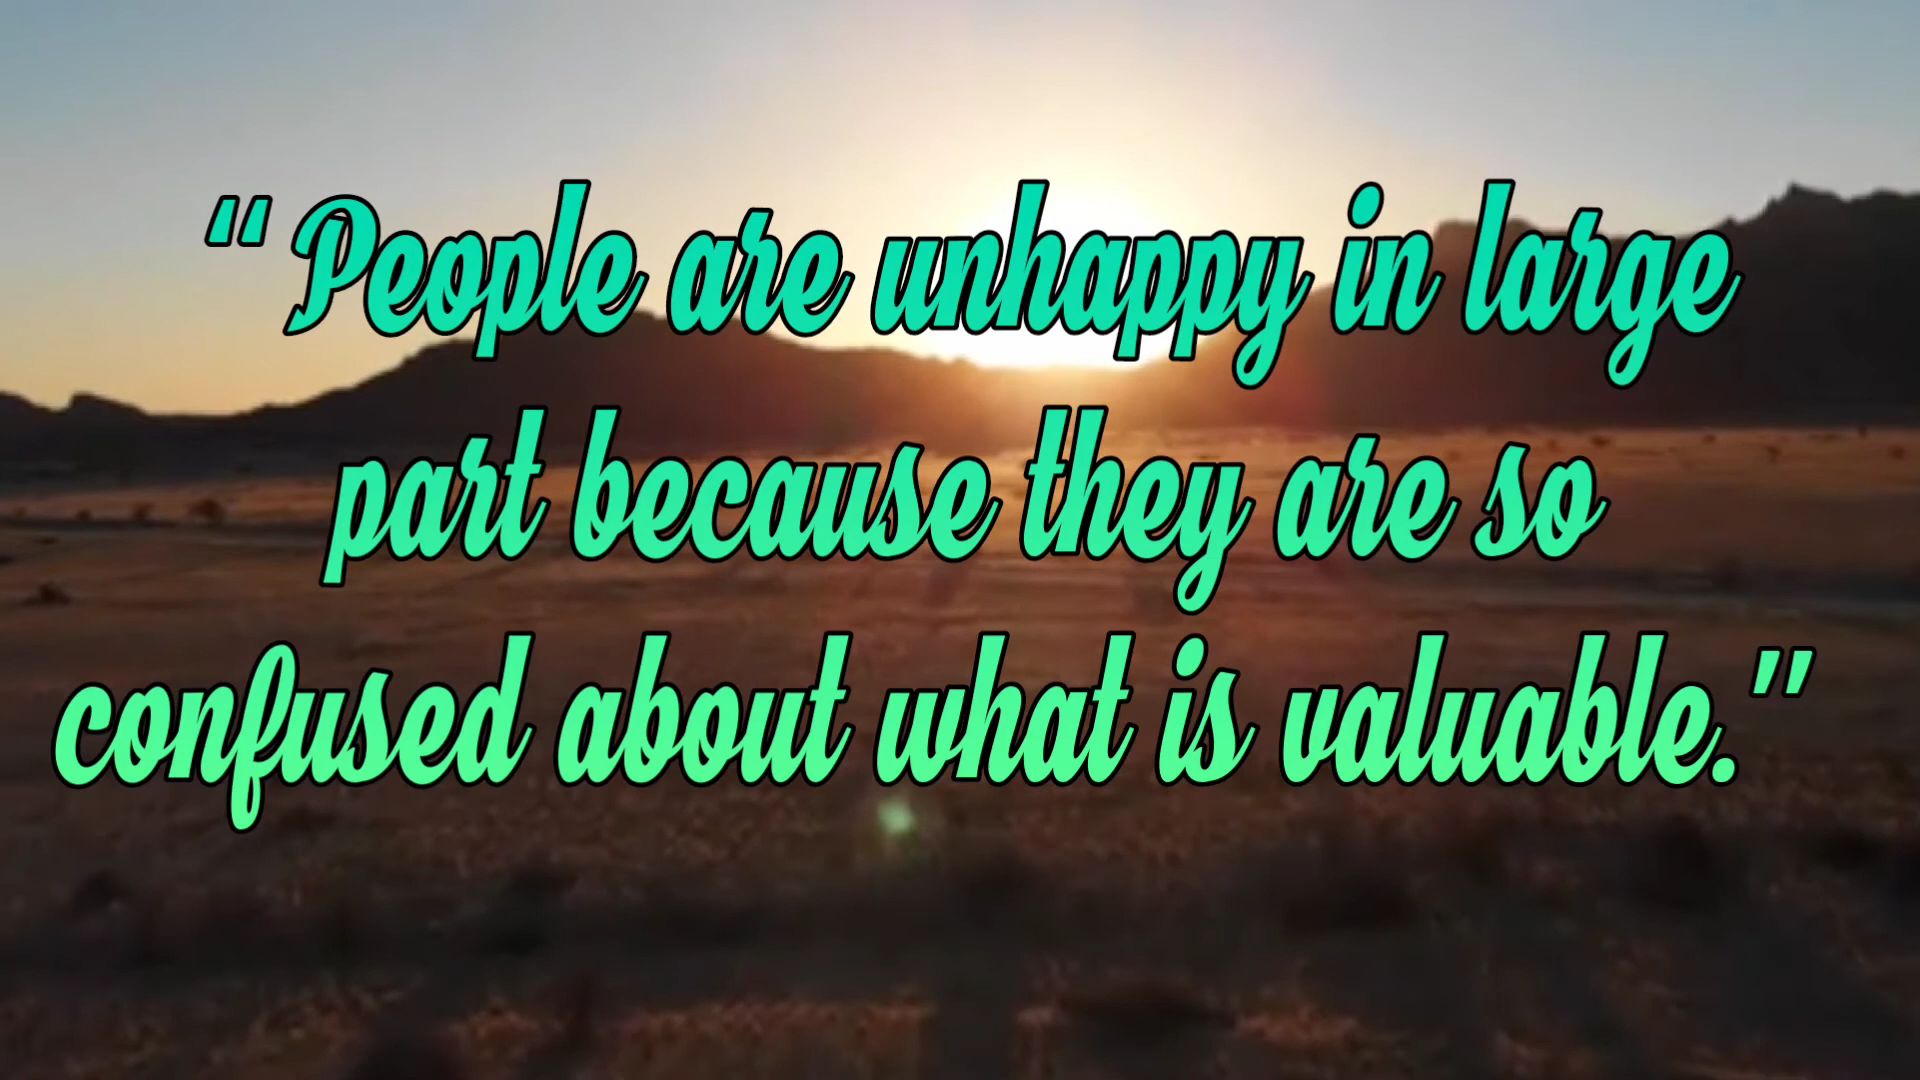 “People are unhappy in large
part because they are so
confused about what is valuable.”